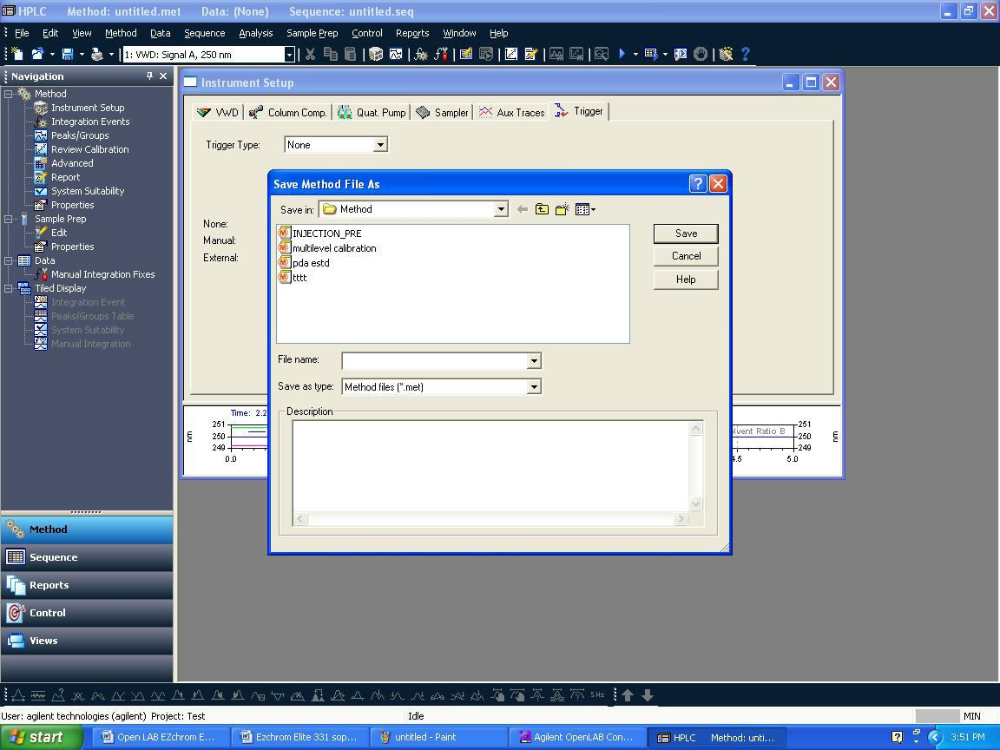 HPLC Method: untitled.met Data: (None) Sequence: untitled.seq
File Edit View Method Data Sequence Analysis Sample Prep Control Reports Window Help
1: VWD: Signal A, 250 nm
Navigation
Method
Instrument Setup
Integration Events
Peaks/Groups
Review Calibration
Advanced
Report
System Suitability
Properties
Sample Prep
Edit
Properties
Data
Manual Integration Fixes
Tiled Display
Integration Event
Peaks/Groups Table
System Suitability
Manual Integration
Method
Sequence
Reports
Control
Views
Instrument Setup
VWD Column Comp. Quat. Pump Sampler Aux Traces Trigger
Trigger Type: None
None:
Manual:
External:
Save Method File As
Save in: Method
INJECTION_PRE
multilevel calibration
pda estd
tttt
Save
Cancel
Help
File name:
Save as type: Method files (*.met)
Description
Time: 2.2
251
250
249
nm
0.0
lvent Ratio B
251
250
249
nm
4.5 5.0
5Hz
User: agilent technologies (agilent) Project: Test Idle MIN
start Open LAB EZchrom E... Ezchrom Elite 331 sop... untitled - Paint Agilent OpenLAB Con... HPLC Method: unti... 3:51 PM